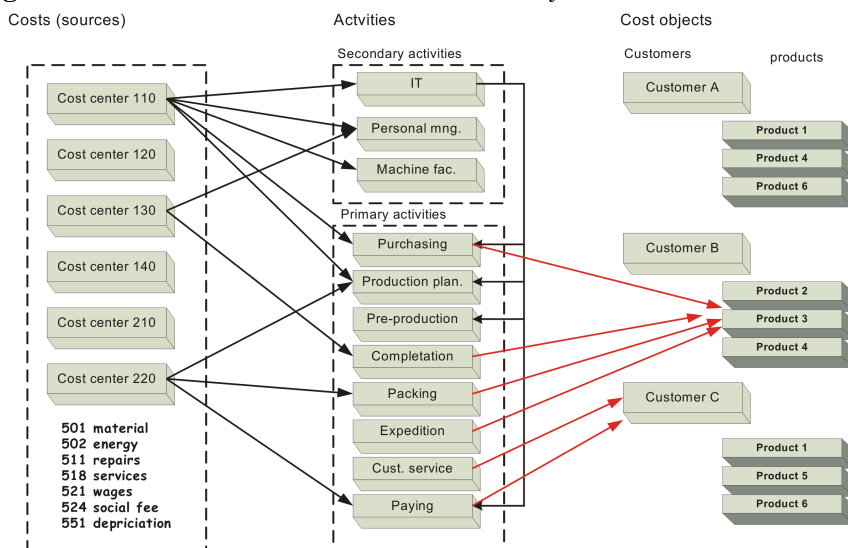 Costs (sources)
Actvities
Cost objects
Secondary activities
Customers
products
Cost center 110
Cost center 120
Cost center 130
Cost center 140
Cost center 210
Cost center 220
501 material
502 energy
511 repairs
518 services
521 wages
524 social fee
551 depriciation
IT
Personal mng.
Machine fac.
Primary activities
Purchasing
Production plan.
Pre-production
Completation
Packing
Expedition
Cust. service
Paying
Customer A
Product 1
Product 4
Product 6
Customer B
Product 2
Product 3
Product 4
Customer C
Product 1
Product 5
Product 6